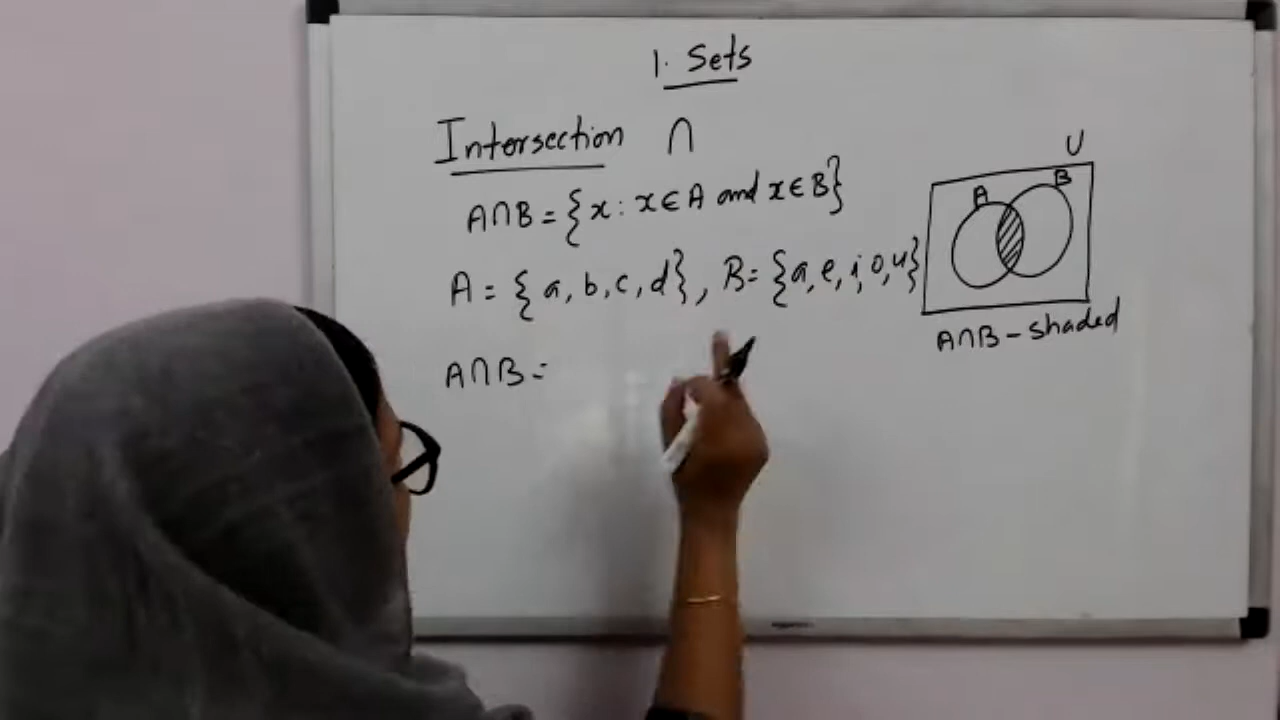 1. Sets
Intersection ∩
A∩B = {x : x ∈ A and x ∈ B}
A = {a, b, c, d}, B = {a, e, i, o, u}
A∩B =
U
A B
A∩B – shaded